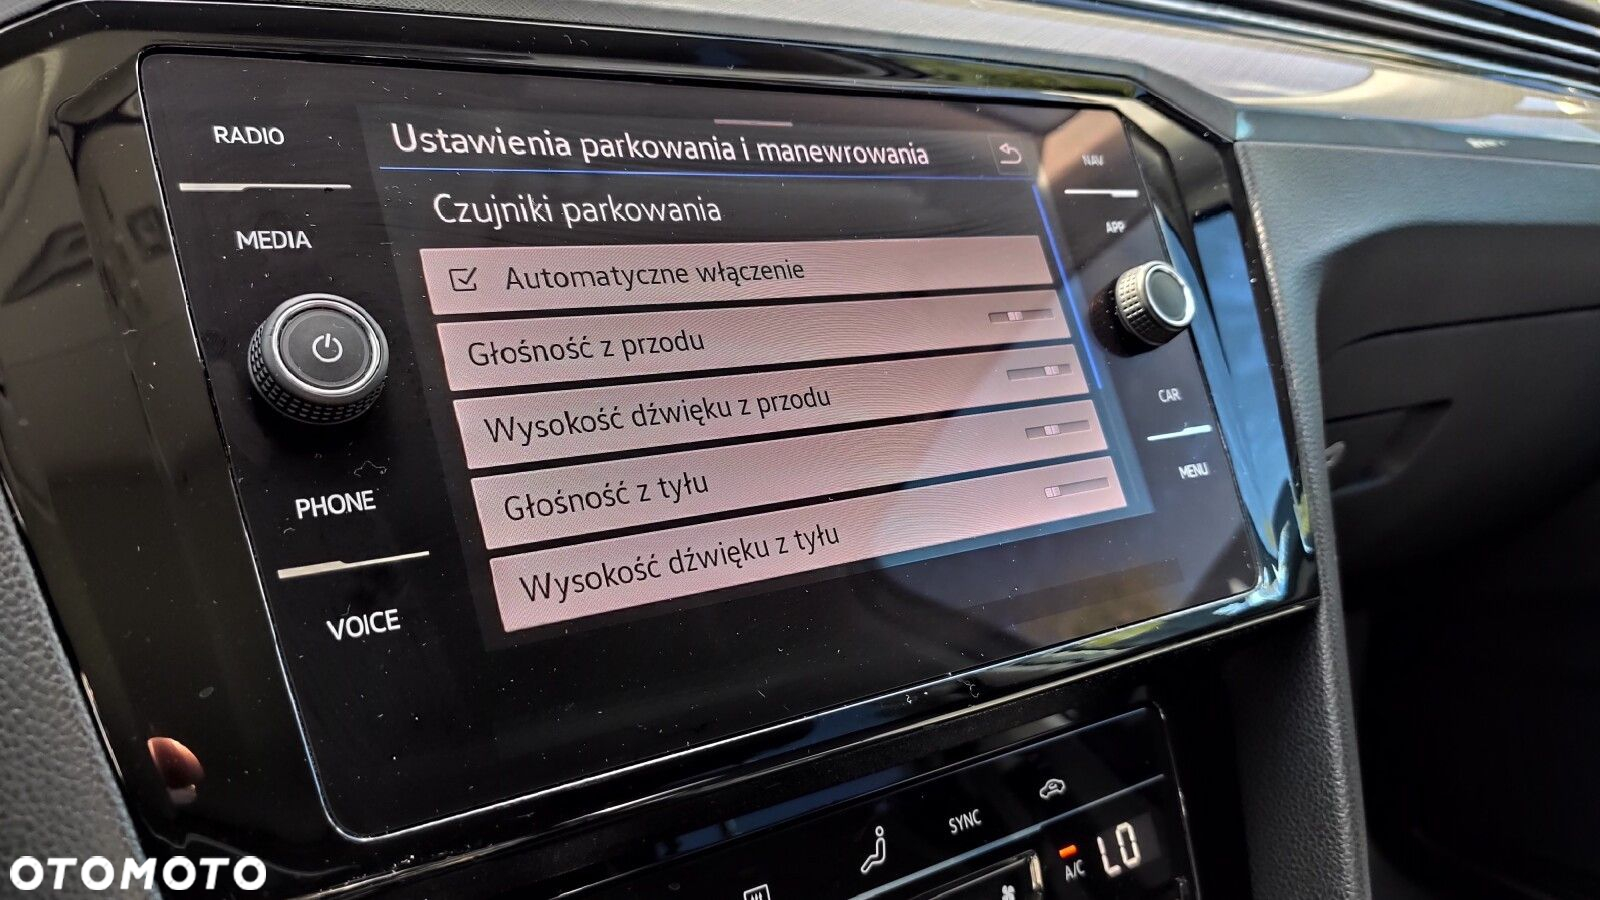 RADIO
MEDIA
PHONE
VOICE
Ustawienia parkowania i manewrowania
Czujniki parkowania
Automatyczne włączenie
Głośność z przodu
Wysokość dźwięku z przodu
Głośność z tyłu
Wysokość dźwięku z tyłu
NAV
APP
CAR
MENU
SYNC
A/C
LO
OTOMOTO